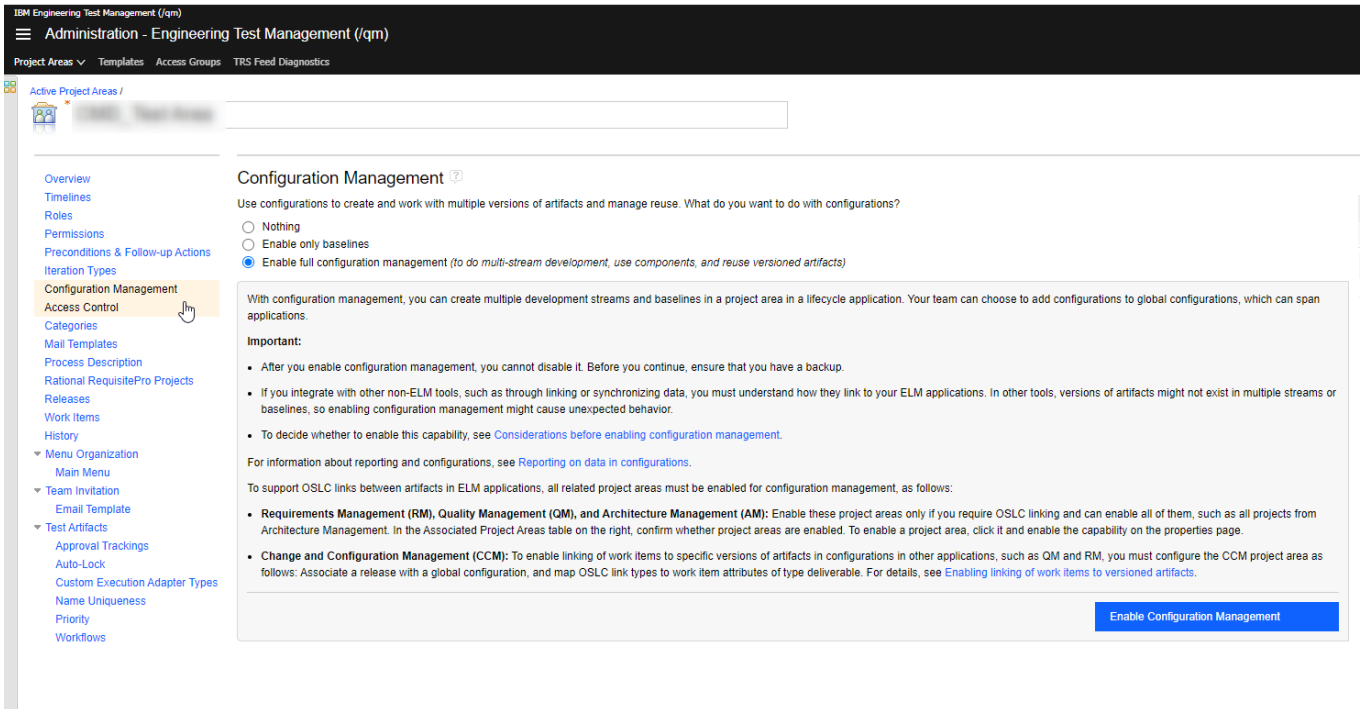 IBM Engineering Test Management (/qm)
Administration - Engineering Test Management (/qm)
Project Areas Templates Access Groups TRS Feed Diagnostics
Active Project Areas /
*
Overview
Timelines
Roles
Permissions
Preconditions & Follow-up Actions
Iteration Types
Configuration Management
Access Control
Categories
Mail Templates
Process Description
Rational RequisitePro Projects
Releases
Work Items
History
Menu Organization
Main Menu
Team Invitation
Email Template
Test Artifacts
Approval Trackings
Auto-Lock
Custom Execution Adapter Types
Name Uniqueness
Priority
Workflows
Configuration Management ?
Use configurations to create and work with multiple versions of artifacts and manage reuse. What do you want to do with configurations?
Nothing
Enable only baselines
Enable full configuration management (to do multi-stream development, use components, and reuse versioned artifacts)
With configuration management, you can create multiple development streams and baselines in a project area in a lifecycle application. Your team can choose to add configurations to global configurations, which can span
applications.
Important:
• After you enable configuration management, you cannot disable it. Before you continue, ensure that you have a backup.
• If you integrate with other non-ELM tools, such as through linking or synchronizing data, you must understand how they link to your ELM applications. In other tools, versions of artifacts might not exist in multiple streams or
baselines, so enabling configuration management might cause unexpected behavior.
• To decide whether to enable this capability, see Considerations before enabling configuration management.
For information about reporting and configurations, see Reporting on data in configurations.
To support OSLC links between artifacts in ELM applications, all related project areas must be enabled for configuration management, as follows:
• Requirements Management (RM), Quality Management (QM), and Architecture Management (AM): Enable these project areas only if you require OSLC linking and can enable all of them, such as all projects from
Architecture Management. In the Associated Project Areas table on the right, confirm whether project areas are enabled. To enable a project area, click it and enable the capability on the properties page.
• Change and Configuration Management (CCM): To enable linking of work items to specific versions of artifacts in configurations in other applications, such as QM and RM, you must configure the CCM project area as
follows: Associate a release with a global configuration, and map OSLC link types to work item attributes of type deliverable. For details, see Enabling linking of work items to versioned artifacts.
Enable Configuration Management